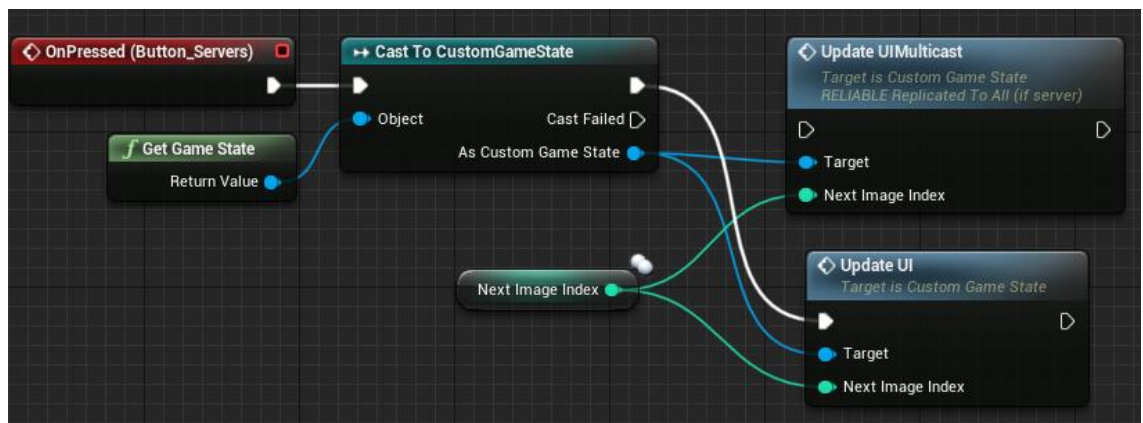 OnPressed (Button_Servers)
f Get Game State
Return Value
Cast To CustomGameState
Object
Cast Failed
As Custom Game State
Next Image Index
Update UIMulticast
Target is Custom Game State
RELIABLE Replicated To All (if server)
Target
Next Image Index
Update UI
Target is Custom Game State
Target
Next Image Index